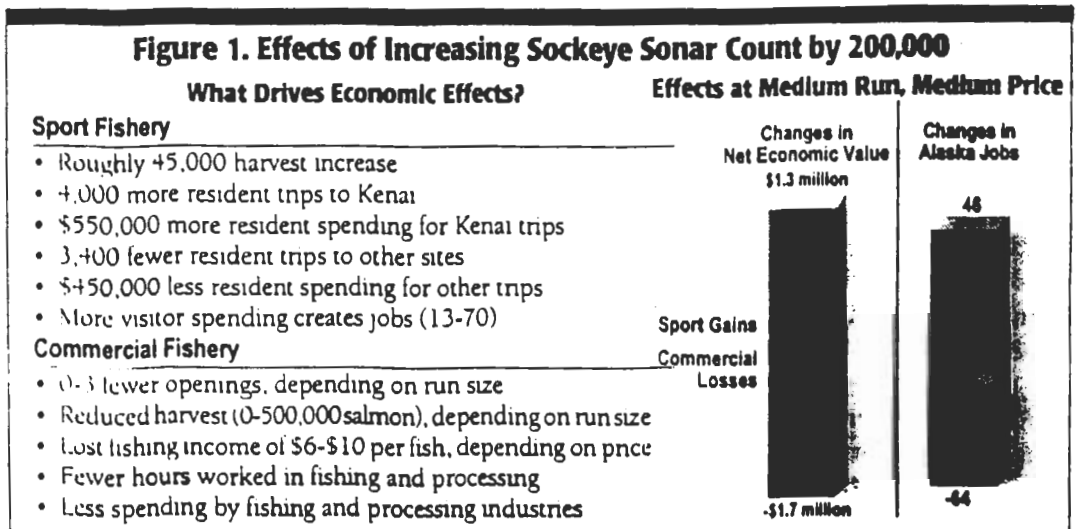 Figure 1. Effects of Increasing Sockeye Sonar Count by 200,000
What Drives Economic Effects?
Sport Fishery
• Roughly 45,000 harvest increase
• 4,000 more resident trips to Kenai
• $550,000 more resident spending for Kenai trips
• 3,400 fewer resident trips to other sites
• $450,000 less resident spending for other trips
• More visitor spending creates jobs (13-70)
Commercial Fishery
• 0-3 fewer openings, depending on run size
• Reduced harvest (0-500,000 salmon), depending on run size
• Lost fishing income of $6-$10 per fish, depending on price
• Fewer hours worked in fishing and processing
• Less spending by fishing and processing industries
Effects at Medium Run, Medium Price
Changes in
Net Economic Value
$1.3 million
Changes in
Alaska Jobs
46
Sport Gains
Commercial
Losses
-$1.7 million
-64